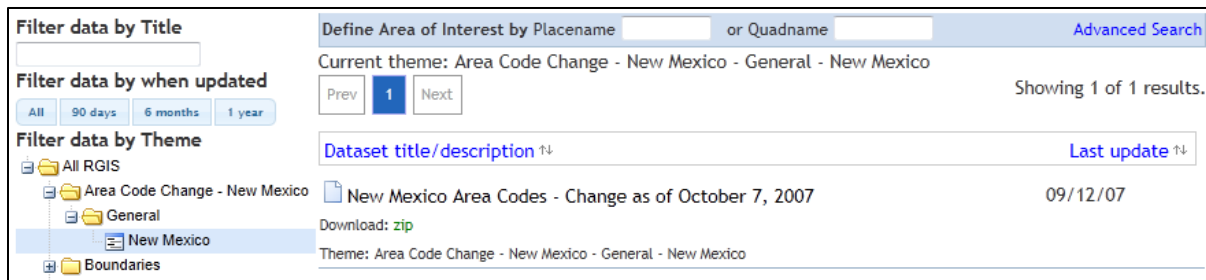 Filter data by Title
Filter data by when updated
All 90 days 6 months 1 year
Filter data by Theme
All RGIS
Area Code Change - New Mexico
General
New Mexico
Boundaries
Define Area of Interest by Placename or Quadname Advanced Search
Current theme: Area Code Change - New Mexico - General - New Mexico
Prev 1 Next Showing 1 of 1 results.
Dataset title/description ↑↓ Last update ↑↓
New Mexico Area Codes - Change as of October 7, 2007 09/12/07
Download: zip
Theme: Area Code Change - New Mexico - General - New Mexico